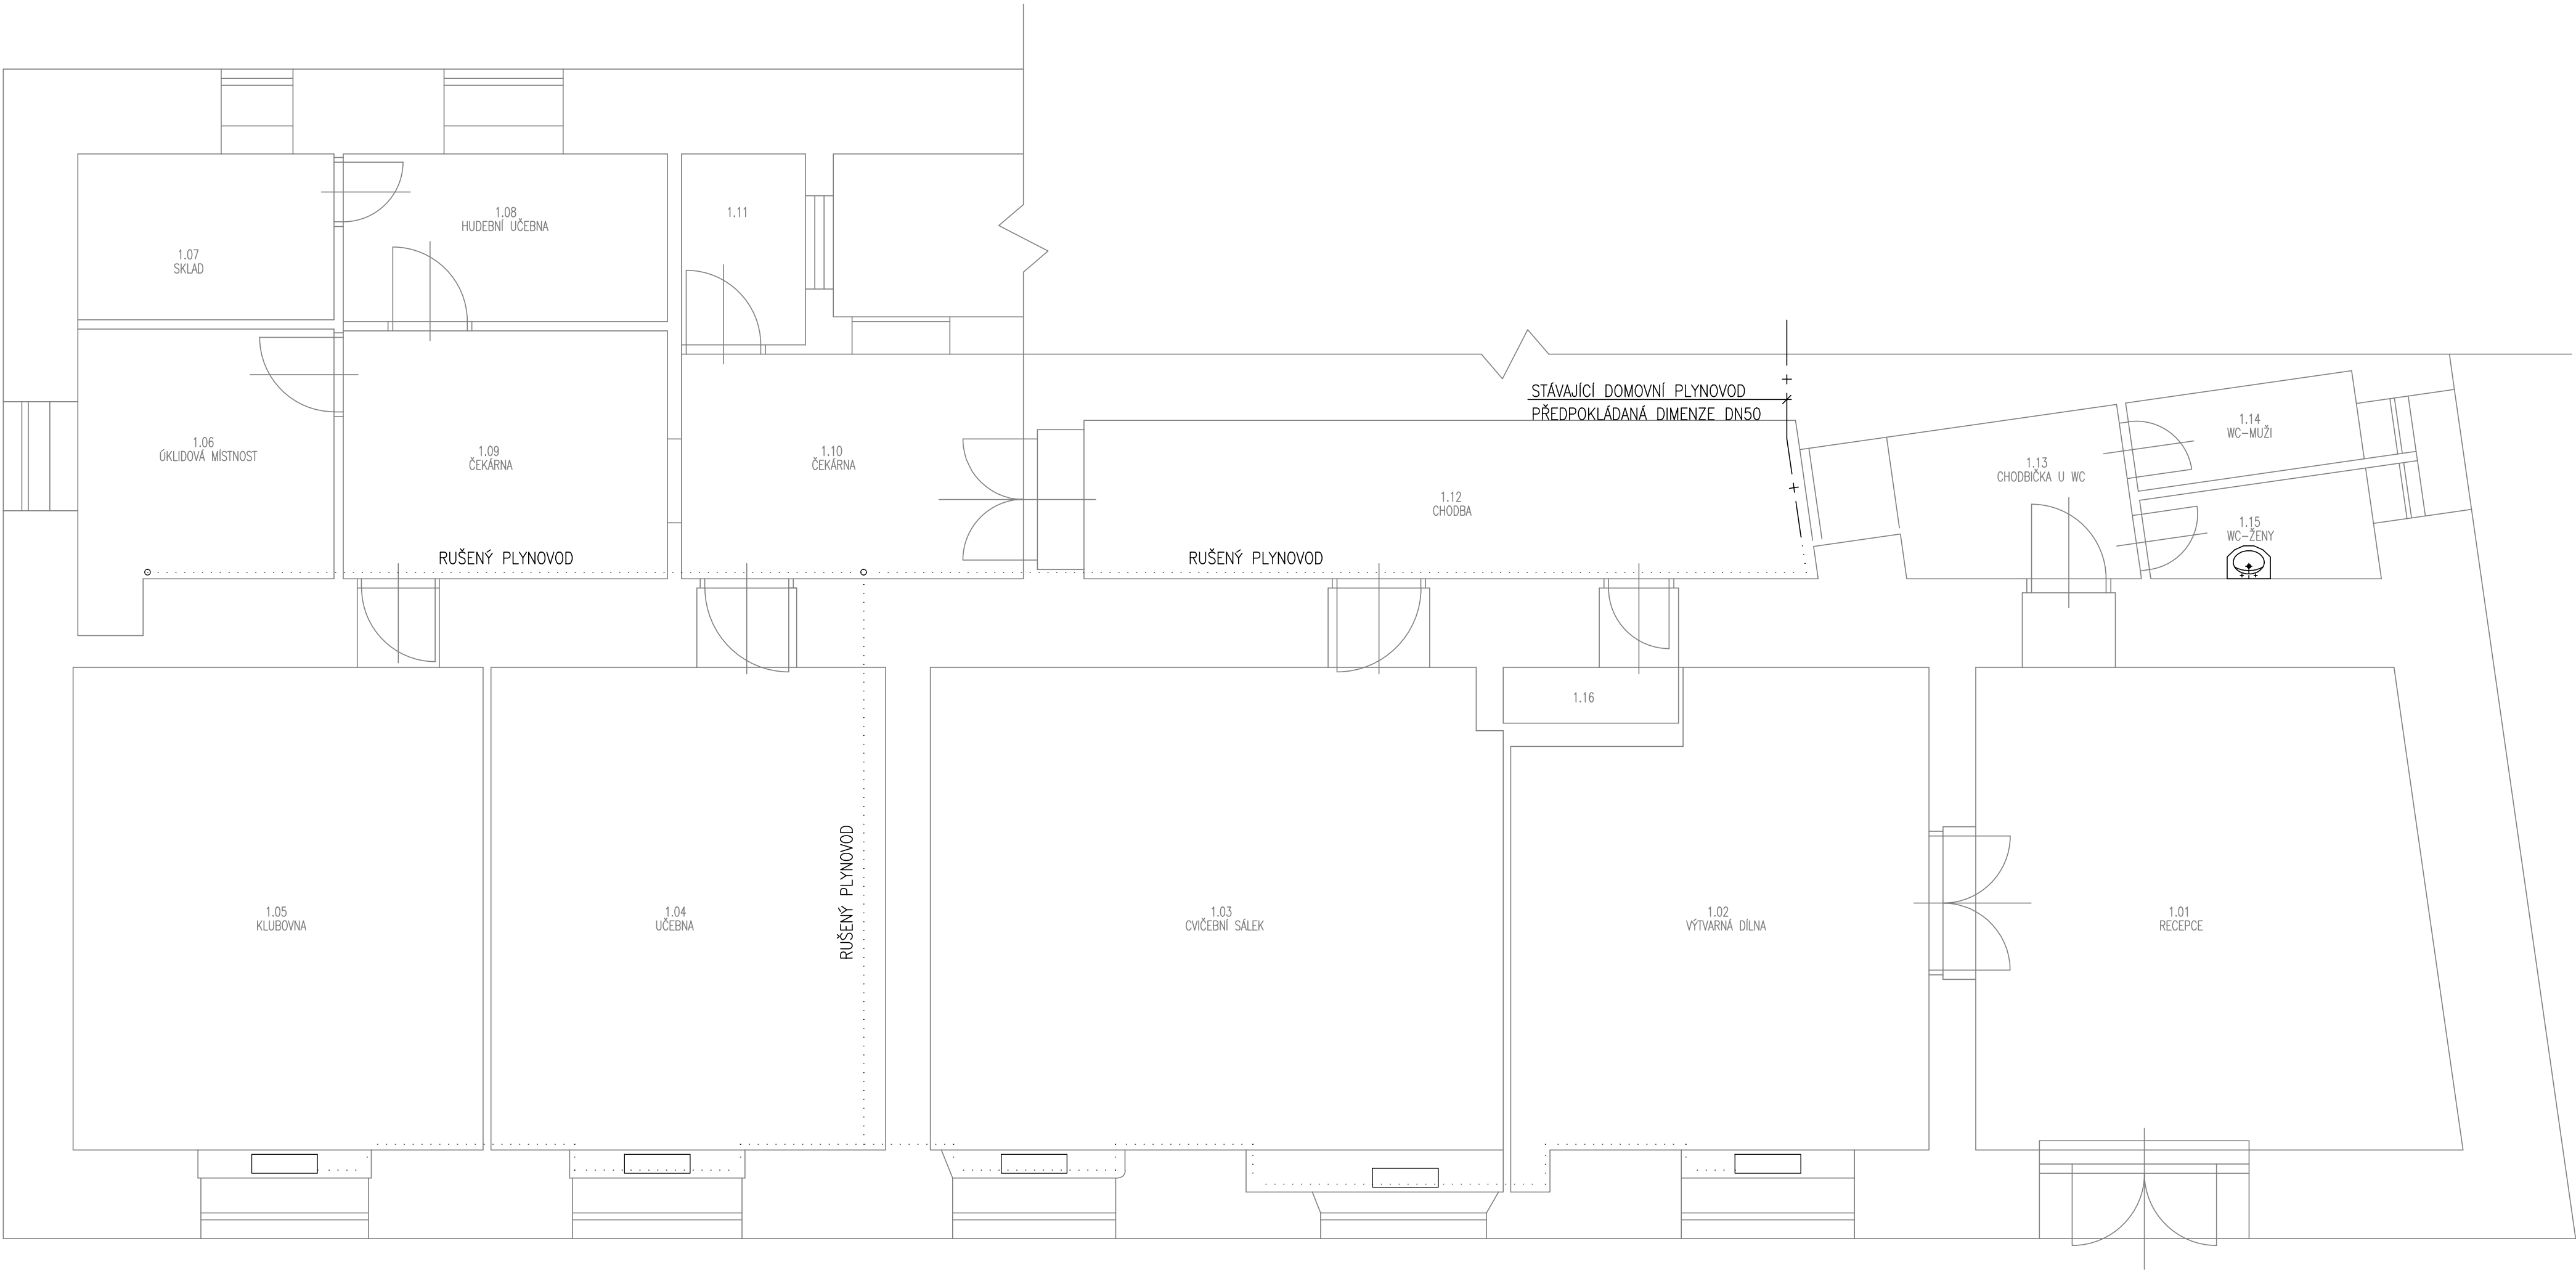 1.08
HUDEBNÍ UČEBNA
1.11
1.07
SKLAD
STÁVAJÍCÍ DOMOVNÍ PLYNOVOD
PŘEDPOKLÁDANÁ DIMENZE DN50
1.14
WC-MUŽI
1.06
ÚKLIDOVÁ MÍSTNOST
1.09
ČEKÁRNA
1.10
ČEKÁRNA
1.13
CHODBIČKA U WC
1.12
CHODBA
1.15
WC-ŽENY
RUŠENÝ PLYNOVOD
RUŠENÝ PLYNOVOD
1.16
RUŠENÝ PLYNOVOD
1.05
KLUBOVNA
1.04
UČEBNA
1.03
CVIČEBNÍ SÁLEK
1.02
VÝTVARNÁ DÍLNA
1.01
RECEPCE